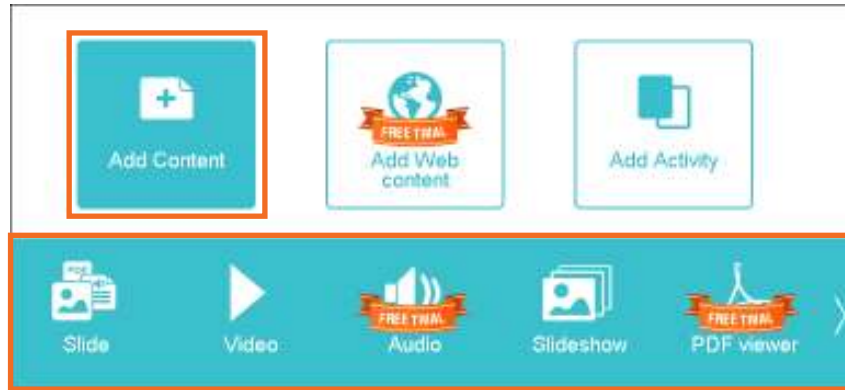 FREE TRIAL
Add Content
Add Web
content
Add Activity
PDF
FREE TRIAL
FREE TRIAL
Slide
Video
Audio
Slideshow
PDF viewer